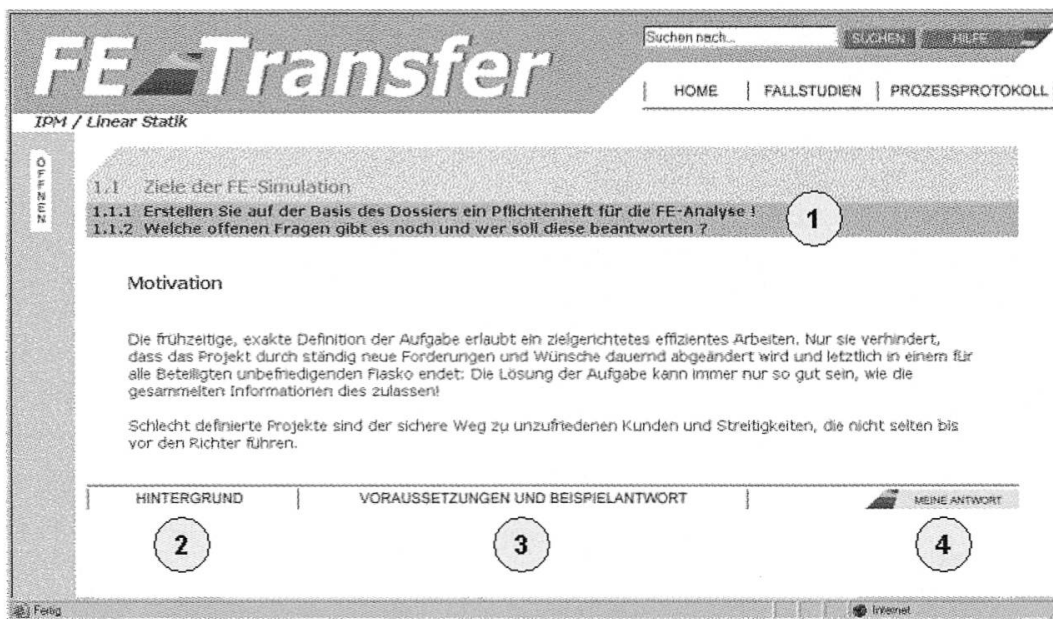 FE Transfer
Suchen nach...
SUCHEN
HILFE
HOME
FALLSTUDIEN
PROZESSPROTOKOLL
IPM / Linear Statik
ÖFFNEN
1.1 Ziele der FE-Simulation
1.1.1 Erstellen Sie auf der Basis des Dossiers ein Pflichtenheft für die FE-Analyse !
1.1.2 Welche offenen Fragen gibt es noch und wer soll diese beantworten ?
1
Motivation
Die frühzeitige, exakte Definition der Aufgabe erlaubt ein zielgerichtetes effizientes Arbeiten. Nur sie verhindert,
dass das Projekt durch ständig neue Forderungen und Wünsche dauernd abgeändert wird und letztlich in einem für
alle Beteiligten unbefriedigenden Fiasko endet: Die Lösung der Aufgabe kann immer nur so gut sein, wie die
gesammelten Informationen dies zulassen!
Schlecht definierte Projekte sind der sichere Weg zu unzufriedenen Kunden und Streitigkeiten, die nicht selten bis
vor den Richter führen.
HINTERGRUND
VORAUSSETZUNGEN UND BEISPIELANTWORT
MEINE ANTWORT
2
3
4
Fertig
Internet